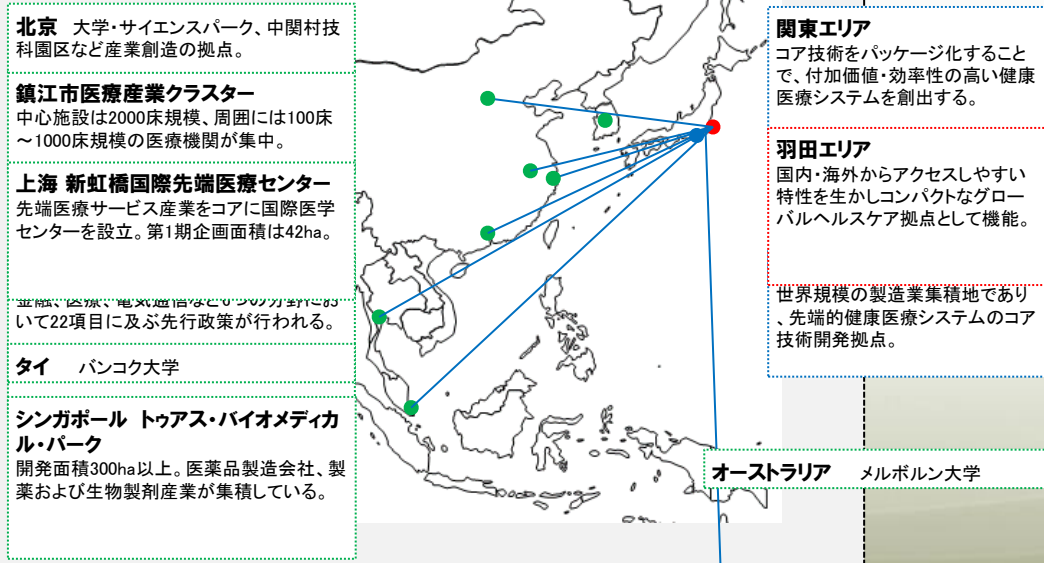 北京 大学・サイエンスパーク、中関村技
科園区など産業創造の拠点。
鎮江市医療産業クラスター
中心施設は2000床規模、周囲には100床
～1000床規模の医療機関が集中。
上海 新虹橋国際先端医療センター
先端医療サービス産業をコアに国際医学
センターを設立。第1期企画面積は42ha。
金融、医療、電気通信など6つの分野にお
いて22項目に及ぶ先行政策が行われる。
タイ バンコク大学
シンガポール トゥアス・バイオメディカ
ル・パーク
開発面積300ha以上。医薬品製造会社、製
薬および生物製剤産業が集積している。
関東エリア
コア技術をパッケージ化すること
で、付加価値・効率性の高い健康
医療システムを創出する。
羽田エリア
国内・海外からアクセスしやすい
特性を生かしコンパクトなグロー
バルヘルスケア拠点として機能。
世界規模の製造業集積地であり
、先端的健康医療システムのコア
技術開発拠点。
オーストラリア メルボルン大学